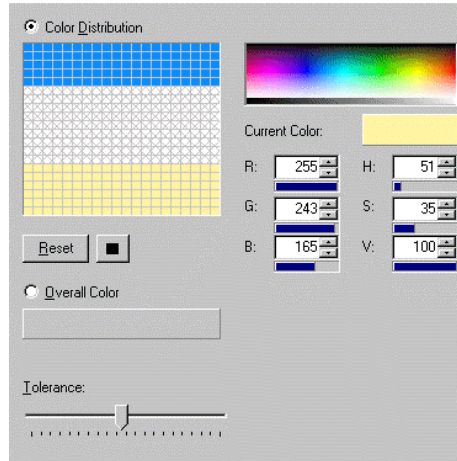 Color Distribution
Current Color:
R: 255 H: 51
G: 243 S: 35
B: 165 V: 100
Reset
Overall Color
Tolerance: